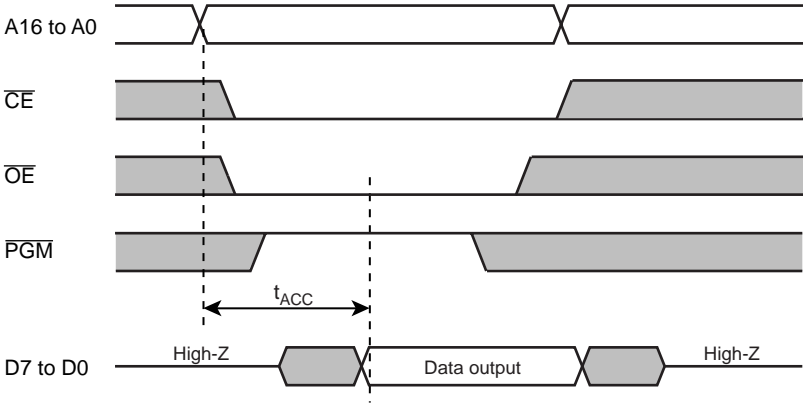 A16 to A0
CE
OE
PGM
tACC
D7 to D0
High-Z
Data output
High-Z